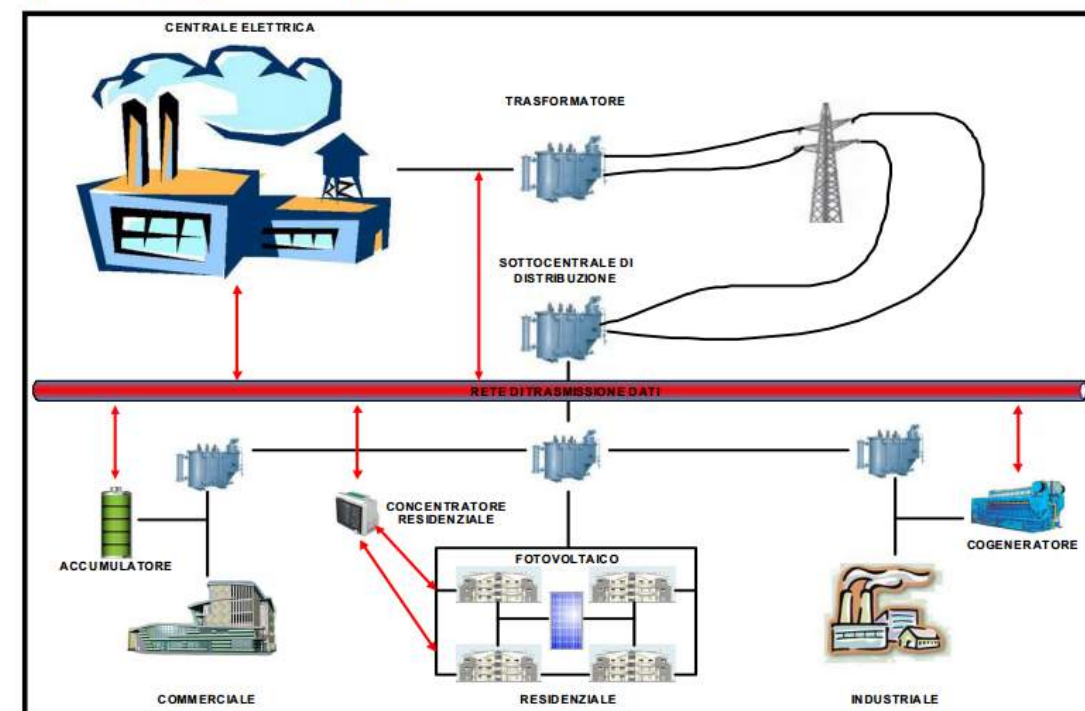 CENTRALE ELETTRICA
TRASFORMATORE
SOTTOCENTRALE DI
DISTRIBUZIONE
RETE DI TRASMISSIONE DATI
CONCENTRATORE
RESIDENZIALE
ACCUMULATORE
FOTOVOLTAICO
COGENERATORE
COMMERCIALE
RESIDENZIALE
INDUSTRIALE